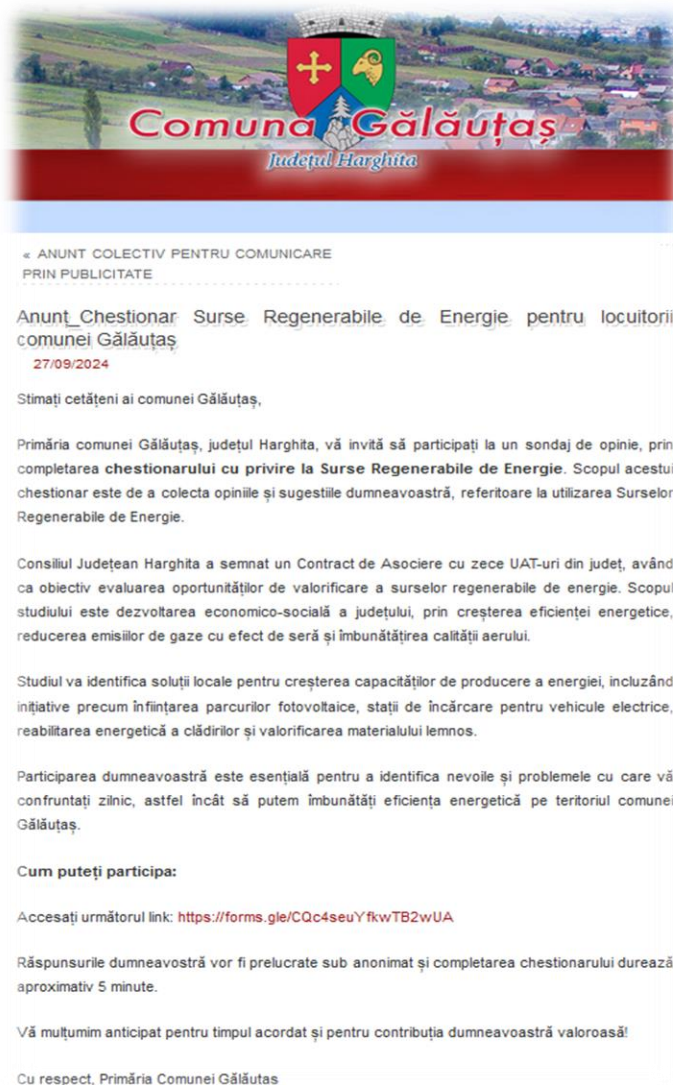 Comuna Gălăuțaș
Județul Harghita
« ANUNT COLECTIV PENTRU COMUNICARE
PRIN PUBLICITATE
Anunț_Chestionar Surse Regenerabile de Energie pentru locuitorii
comunei Gălăuțaș
27/09/2024
Stimați cetățeni ai comunei Gălăuțaș,
Primăria comunei Gălăuțaș, județul Harghita, vă invită să participați la un sondaj de opinie, prin
completarea chestionarului cu privire la Surse Regenerabile de Energie. Scopul acestui
chestionar este de a colecta opiniile și sugestiile dumneavoastră, referitoare la utilizarea Surselor
Regenerabile de Energie.
Consiliul Județean Harghita a semnat un Contract de Asociere cu zece UAT-uri din județ, având
ca obiectiv evaluarea oportunităților de valorificare a surselor regenerabile de energie. Scopul
studiului este dezvoltarea economico-socială a județului, prin creșterea eficienței energetice,
reducerea emisiilor de gaze cu efect de seră și îmbunătățirea calității aerului.
Studiul va identifica soluții locale pentru creșterea capacităților de producere a energiei, incluzând
inițiative precum înființarea parcurilor fotovoltaice, stații de încărcare pentru vehicule electrice,
reabilitarea energetică a clădirilor și valorificarea materialului lemnos.
Participarea dumneavoastră este esențială pentru a identifica nevoile și problemele cu care vă
confruntați zilnic, astfel încât să putem îmbunătăți eficiența energetică pe teritoriul comunei
Gălăuțaș.
Cum puteți participa:
Accesați următorul link: https://forms.gle/CQc4seuYfkwTB2wUA
Răspunsurile dumneavostră vor fi prelucrate sub anonimat și completarea chestionarului durează
aproximativ 5 minute.
Vă mulțumim anticipat pentru timpul acordat și pentru contribuția dumneavoastră valoroasă!
Cu respect, Primăria Comunei Gălăuțaș